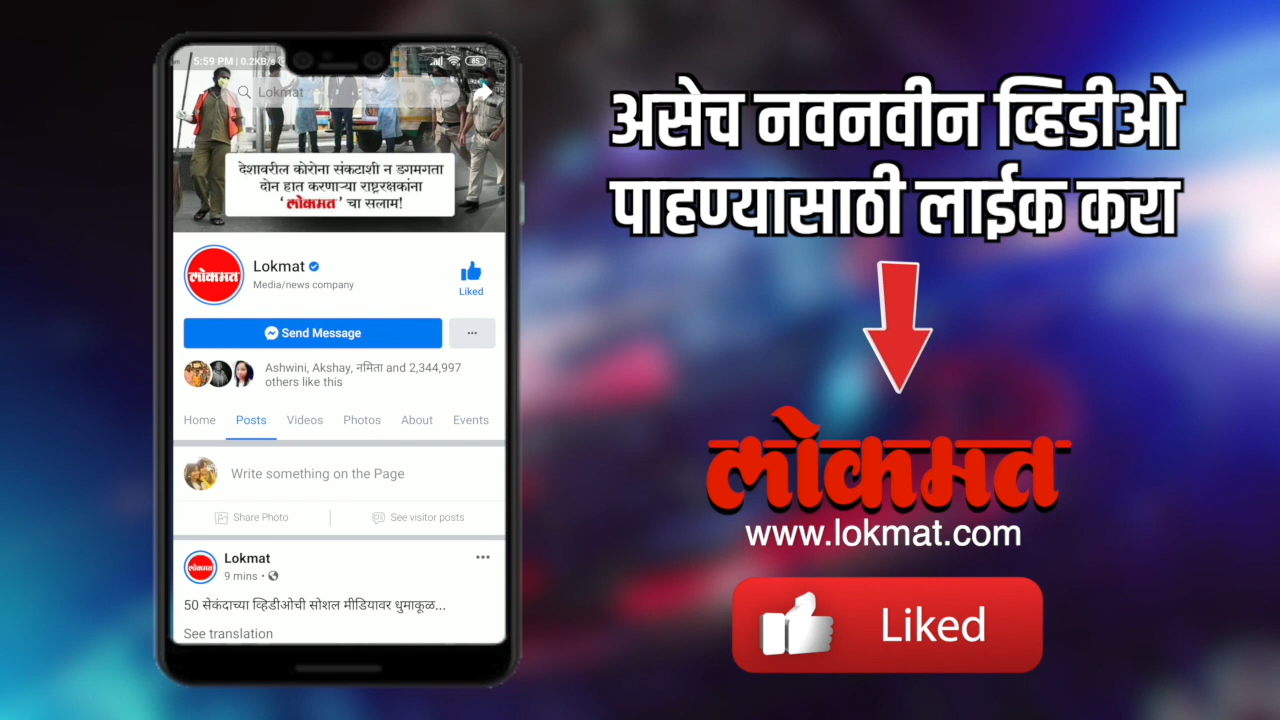 5:59 PM | 0.2KB/s
85
Lokmat
देशावरील कोरोना संकटाशी न डगमगता
दोन हात करणाऱ्या राष्ट्ररक्षकांना
‘लोकमत’ चा सलाम!
लोकमत
Lokmat
Media/news company
Liked
Send Message
Ashwini, Akshay, नमिता and 2,344,997
others like this
Home Posts Videos Photos About Events
Write something on the Page
Share Photo See visitor posts
लोकमत
Lokmat
9 mins
50 सेकंदाच्या व्हिडीओची सोशल मीडियावर धुमाकूळ...
See translation
असेच नवनवीन व्हिडीओ
पाहण्यासाठी लाईक करा
लोकमत
www.lokmat.com
Liked